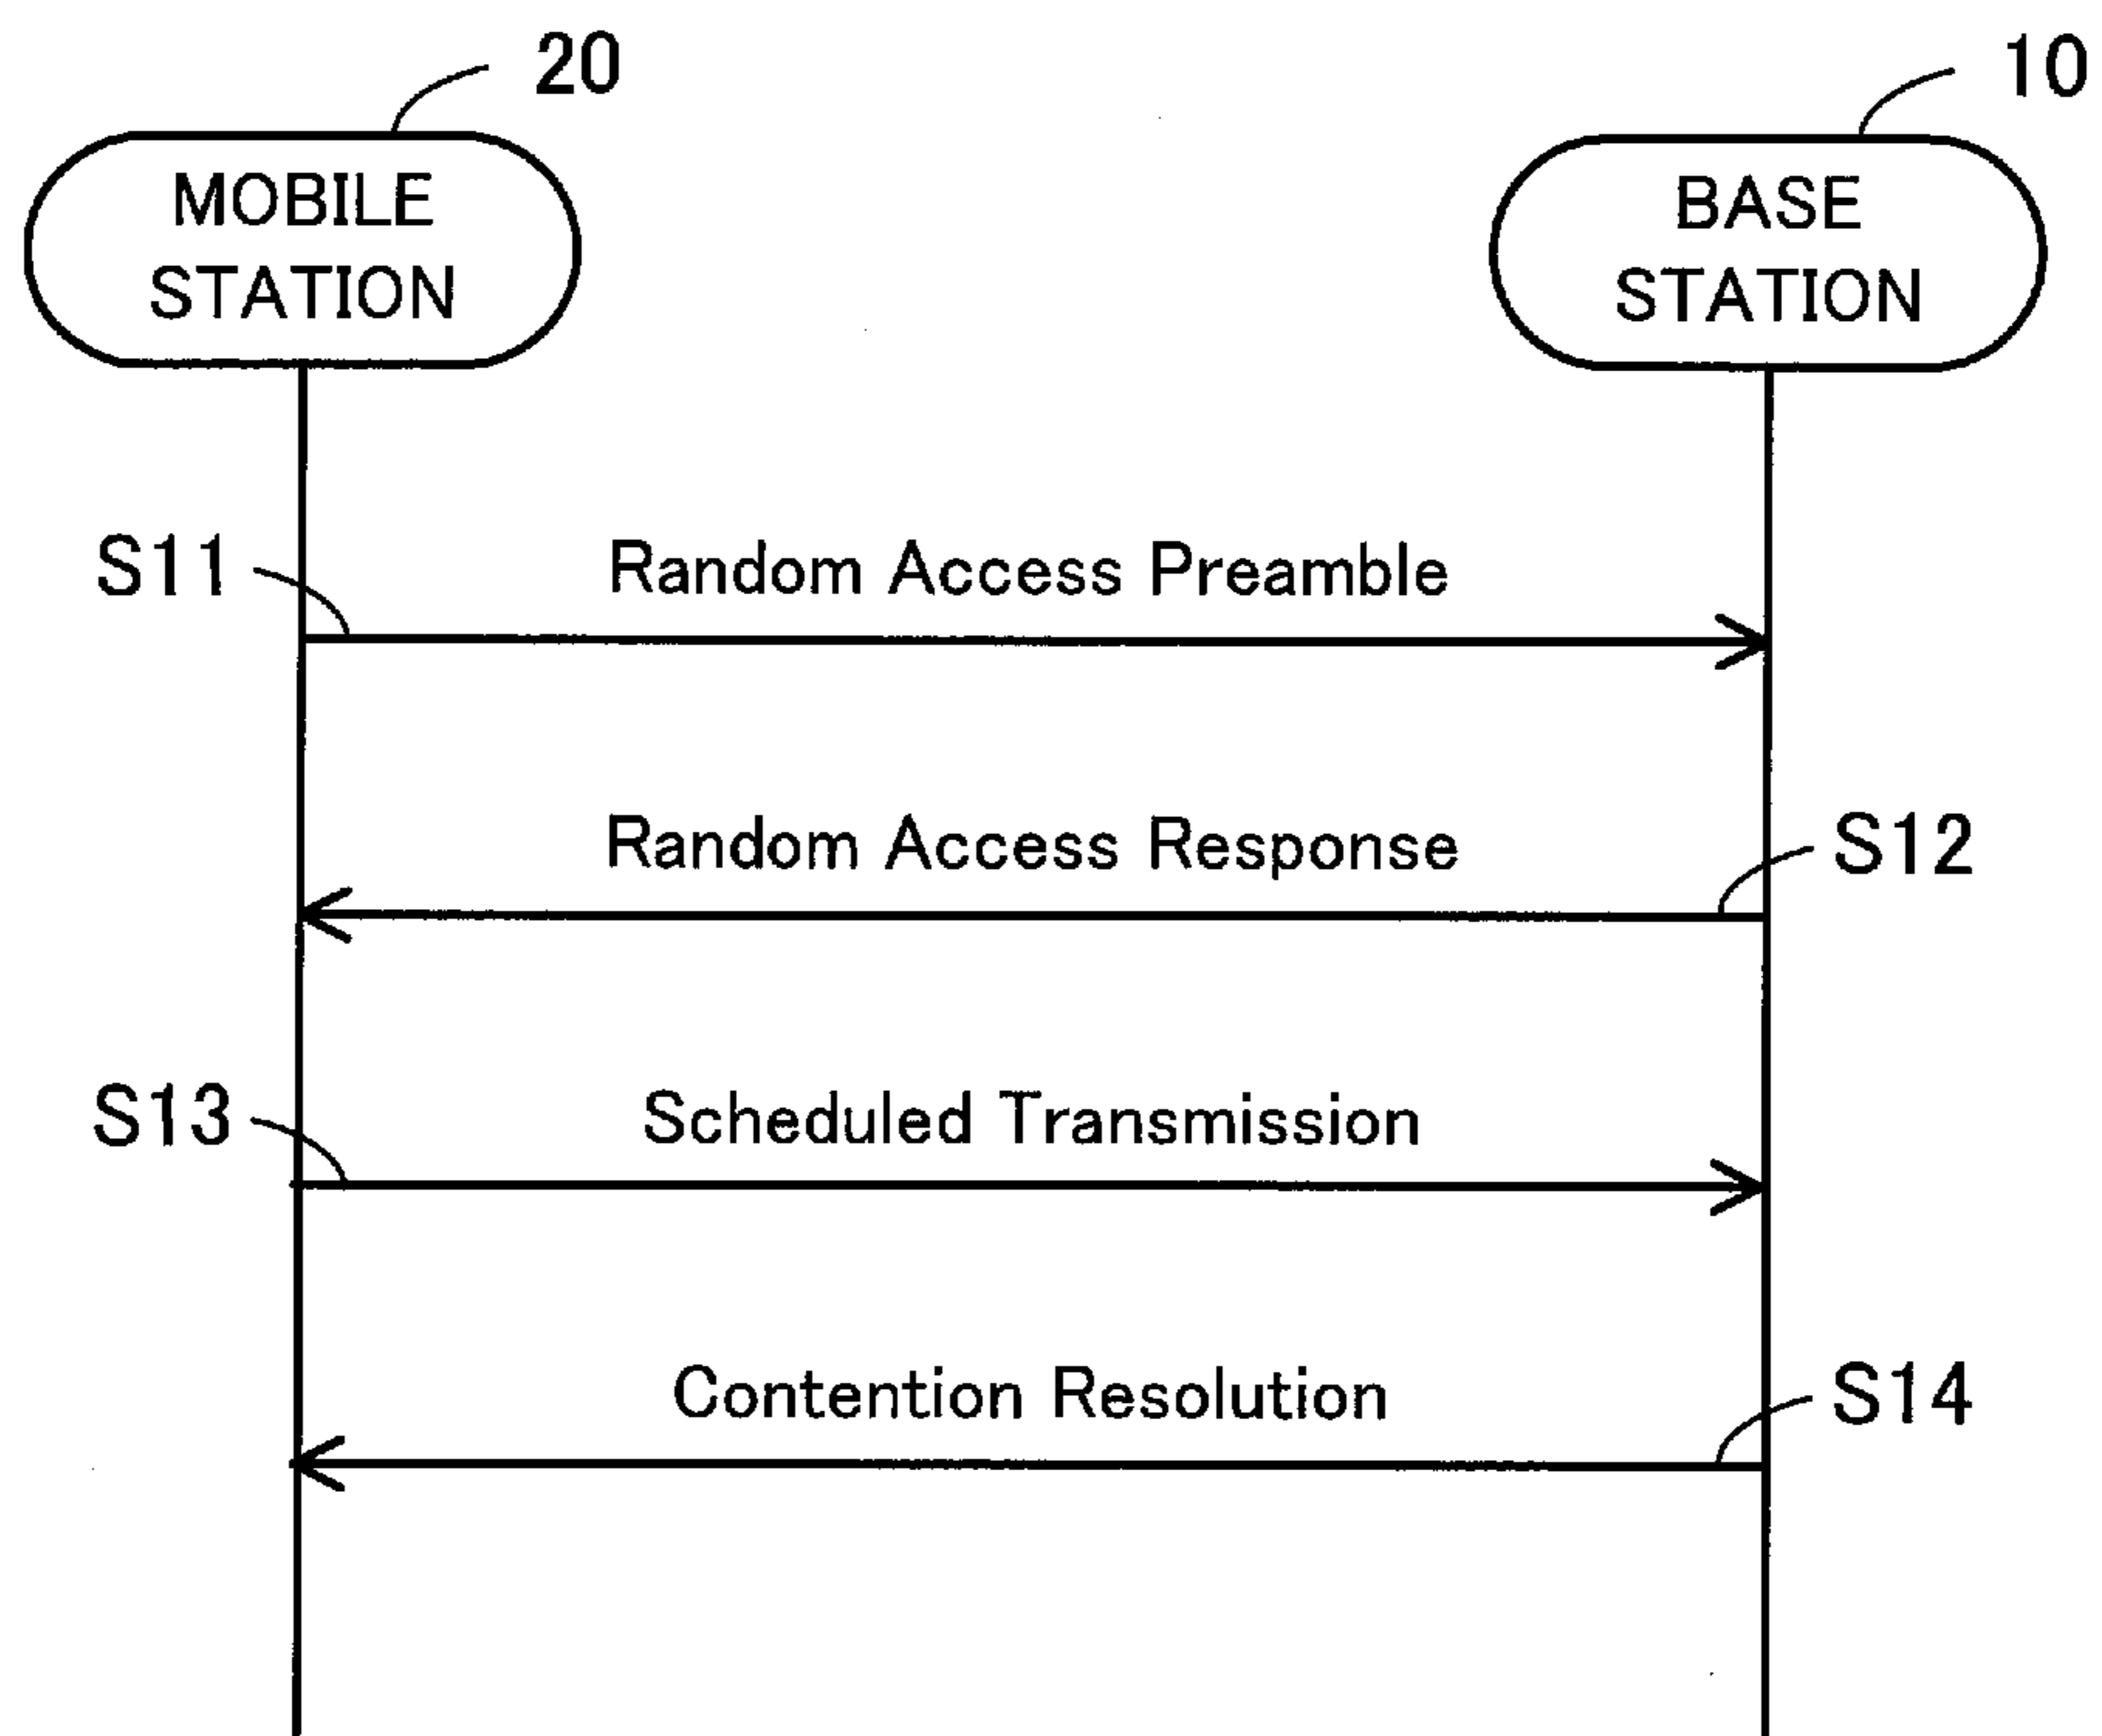 20
10
MOBILE
STATION
BASE
STATION
S11
Random Access Preamble
Random Access Response
S12
S13
Scheduled Transmission
Contention Resolution
S14